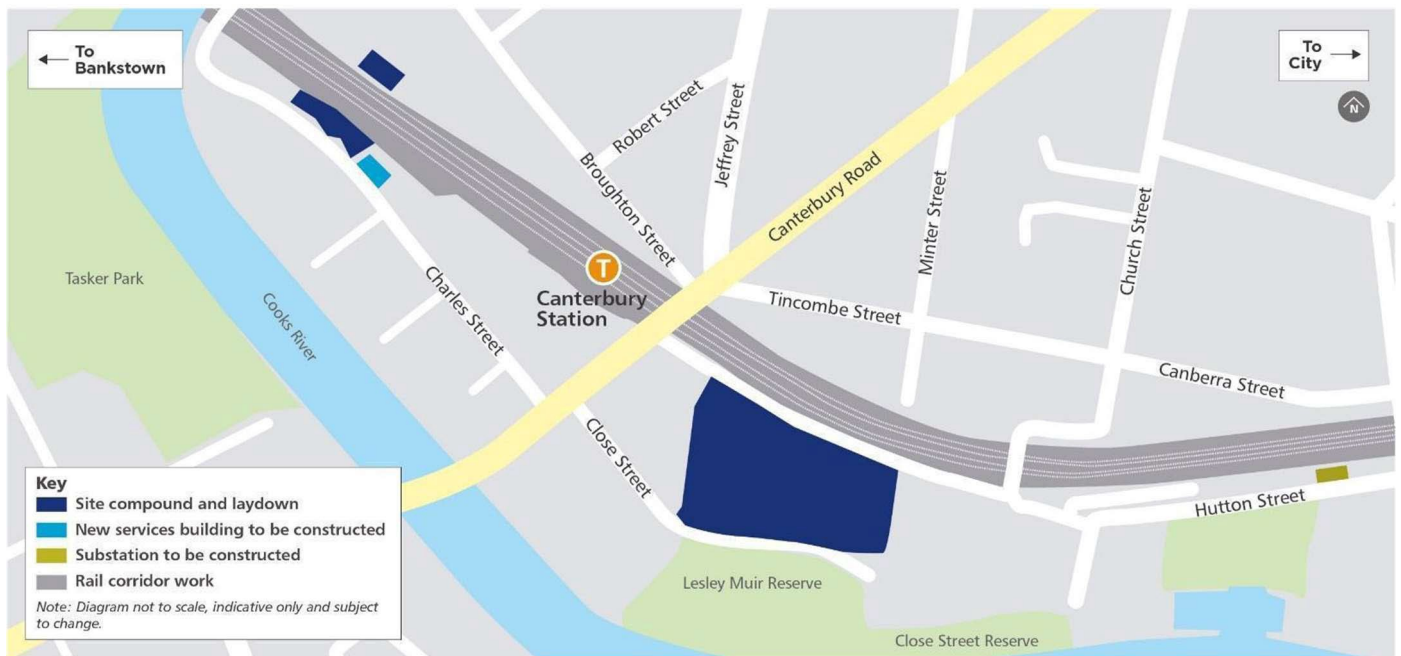 To
Bankstown
To
City
N
Robert Street
Jeffrey Street
Broughton Street
Canterbury Road
Minter Street
Church Street
Tasker Park
Cooks River
Charles Street
T
Canterbury
Station
Tincombe Street
Canberra Street
Close Street
Hutton Street
Lesley Muir Reserve
Close Street Reserve
Key
Site compound and laydown
New services building to be constructed
Substation to be constructed
Rail corridor work
Note: Diagram not to scale, indicative only and subject
to change.